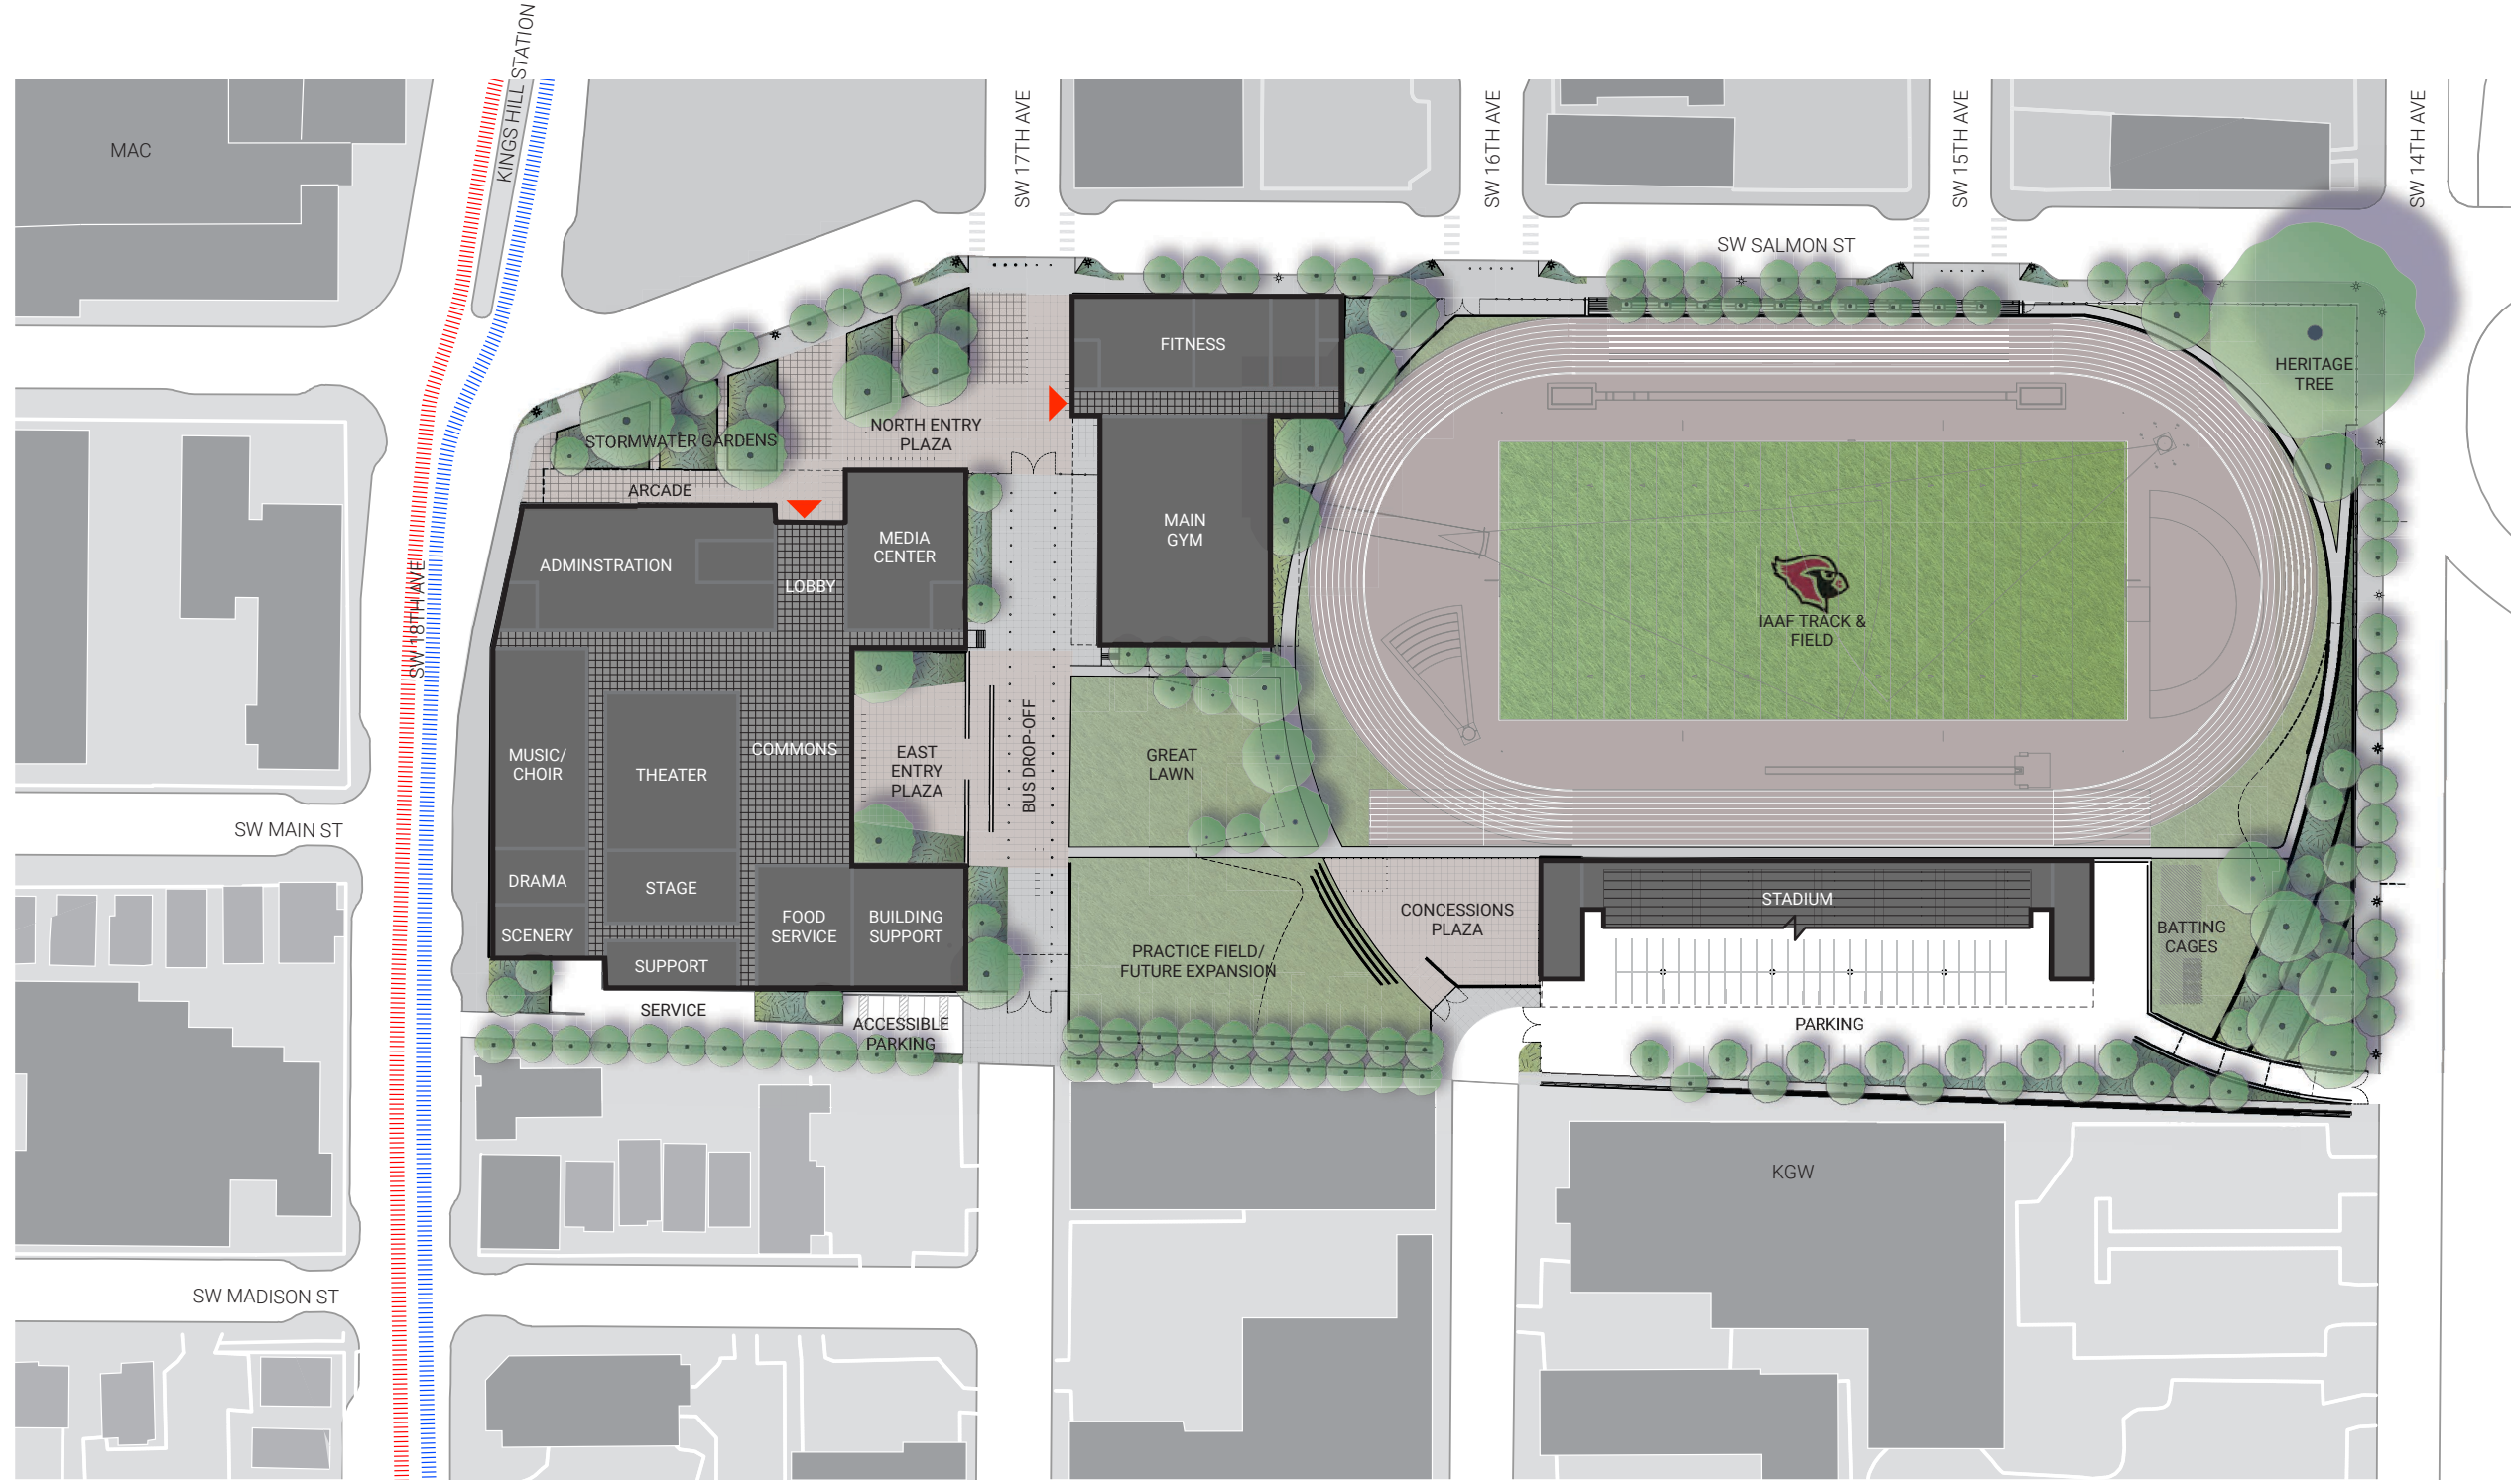 KINGS HILL STATION
SW 17TH AVE
SW 16TH AVE
SW 15TH AVE
SW 14TH AVE
MAC
SW SALMON ST
FITNESS
HERITAGE
TREE
NORTH ENTRY
PLAZA
STORMWATER GARDENS
ARCADE
MAIN
GYM
MEDIA
CENTER
ADMINSTRATION
LOBBY
SW 18TH AVE
IAAF TRACK &
FIELD
MUSIC/
CHOIR
THEATER
COMMONS
EAST
ENTRY
PLAZA
BUS DROP-OFF
GREAT
LAWN
SW MAIN ST
DRAMA
STAGE
SCENERY
FOOD
SERVICE
BUILDING
SUPPORT
SUPPORT
PRACTICE FIELD/
FUTURE EXPANSION
CONCESSIONS
PLAZA
STADIUM
BATTING
CAGES
SERVICE
ACCESSIBLE
PARKING
PARKING
KGW
SW MADISON ST